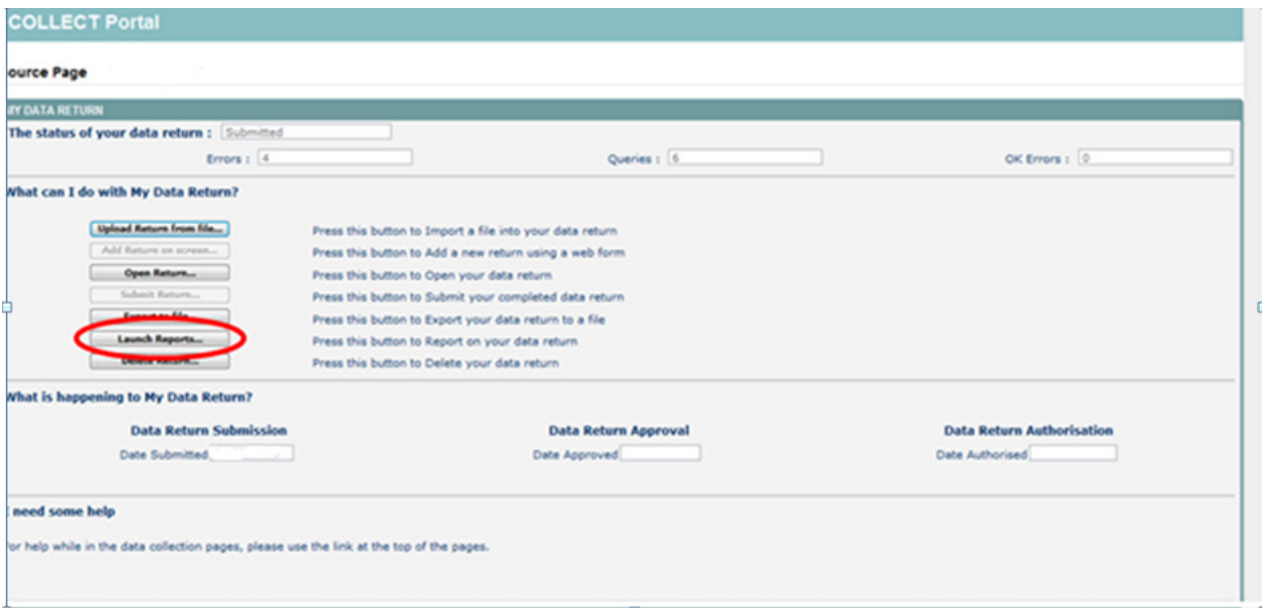 COLLECT Portal
ource Page
MY DATA RETURN
The status of your data return : Submitted
Errors : 4 Queries : 6 OK Errors : 0
What can I do with My Data Return?
Upload Return from file... Press this button to Import a file into your data return
Add Return on screen... Press this button to Add a new return using a web form
Open Return... Press this button to Open your data return
Submit Return... Press this button to Submit your completed data return
Export to file... Press this button to Export your data return to a file
Launch Reports... Press this button to Report on your data return
Delete Return... Press this button to Delete your data return
What is happening to My Data Return?
Data Return Submission Data Return Approval Data Return Authorisation
Date Submitted Date Approved Date Authorised
I need some help
or help while in the data collection pages, please use the link at the top of the pages.